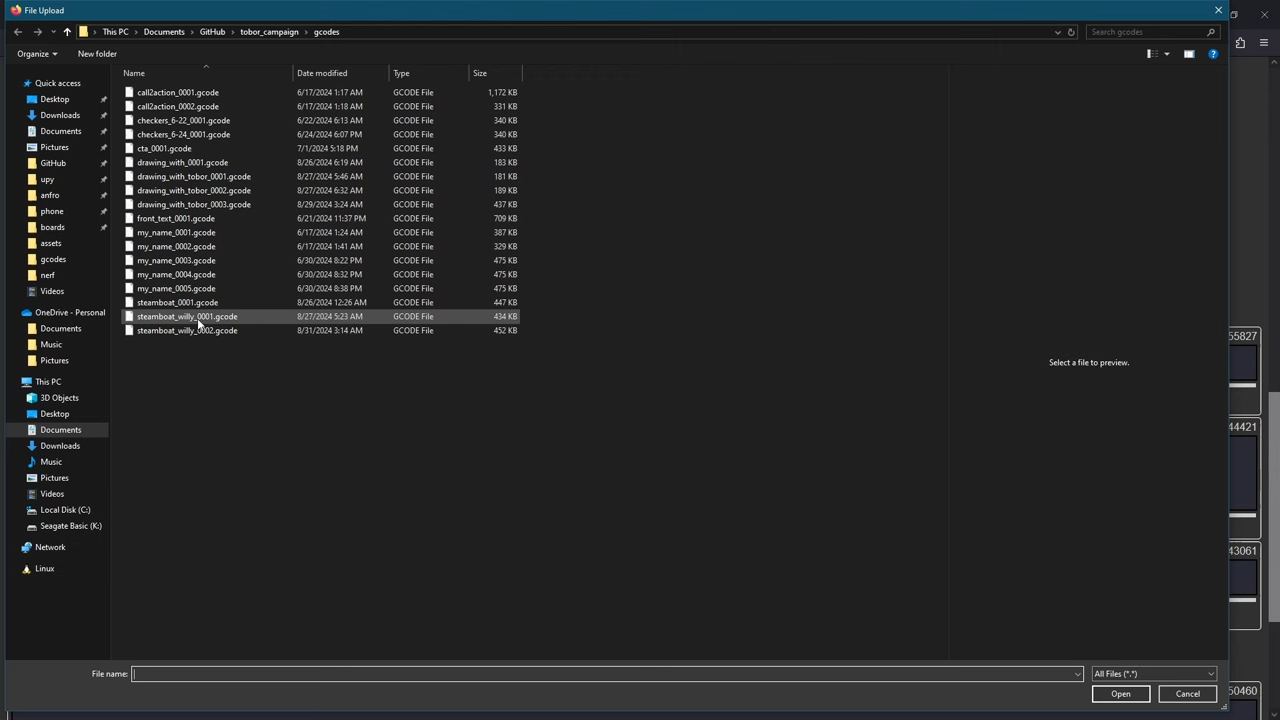 File Upload
This PC
Documents
GitHub
tobor_campaign
gcodes
Search gcodes
Organize
New folder
Name
Date modified
Type
Size
Quick access
Desktop
Downloads
Documents
Pictures
GitHub
upy
anfro
phone
boards
assets
gcodes
nerf
Videos
OneDrive - Personal
Documents
Music
Pictures
This PC
3D Objects
Desktop
Documents
Downloads
Music
Pictures
Videos
Local Disk (C:)
Seagate Basic (K:)
Network
Linux
call2action_0001.gcode 6/17/2024 1:17 AM GCODE File 1,172 KB
call2action_0002.gcode 6/17/2024 1:18 AM GCODE File 331 KB
checkers_6-22_0001.gcode 6/22/2024 6:13 AM GCODE File 340 KB
checkers_6-24_0001.gcode 6/24/2024 6:07 PM GCODE File 340 KB
cta_0001.gcode 7/1/2024 5:18 PM GCODE File 433 KB
drawing_with_0001.gcode 8/26/2024 6:19 AM GCODE File 183 KB
drawing_with_tobor_0001.gcode 8/27/2024 5:46 AM GCODE File 181 KB
drawing_with_tobor_0002.gcode 8/27/2024 6:32 AM GCODE File 189 KB
drawing_with_tobor_0003.gcode 8/29/2024 3:24 AM GCODE File 437 KB
front_text_0001.gcode 6/21/2024 11:37 PM GCODE File 709 KB
my_name_0001.gcode 6/17/2024 1:24 AM GCODE File 387 KB
my_name_0002.gcode 6/17/2024 1:41 AM GCODE File 329 KB
my_name_0003.gcode 6/30/2024 8:22 PM GCODE File 475 KB
my_name_0004.gcode 6/30/2024 8:32 PM GCODE File 475 KB
my_name_0005.gcode 6/30/2024 8:38 PM GCODE File 475 KB
steamboat_0001.gcode 8/26/2024 12:26 AM GCODE File 447 KB
steamboat_willy_0001.gcode 8/27/2024 5:23 AM GCODE File 434 KB
steamboat_willy_0002.gcode 8/31/2024 3:14 AM GCODE File 452 KB
Select a file to preview.
55827
44421
43061
50460
File name:
All Files (*.*)
Open
Cancel